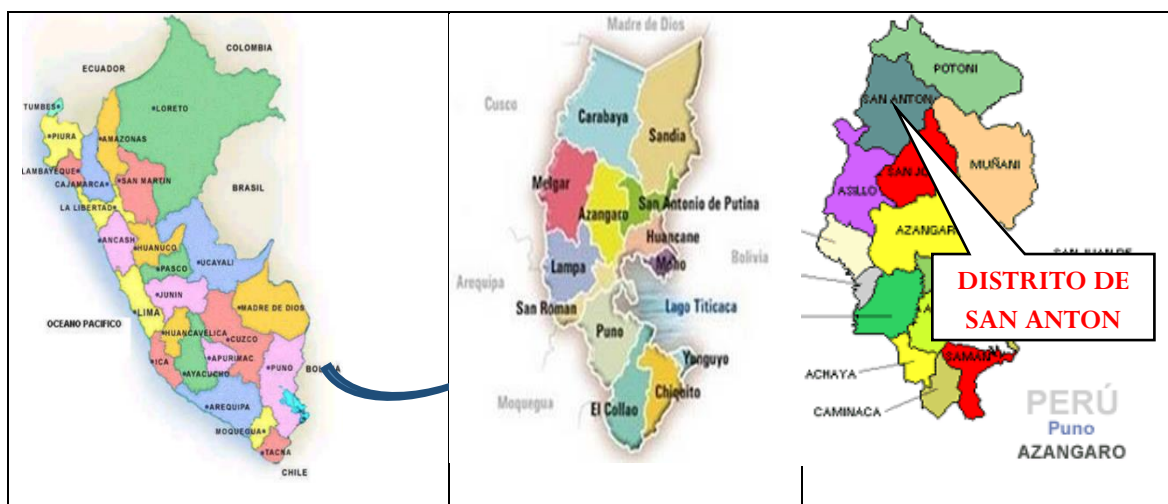 COLOMBIA
ECUADOR
TUMBES
LORETO
PIURA
AMAZONAS
LAMBAYEQUE
CAJAMARCA
SAN MARTIN
BRASIL
LA LIBERTAD
ANCASH
HUANUCO
PASCO
UCAYALI
JUNIN
LIMA
MADRE DE DIOS
OCEANO PACIFICO
HUANCAVELICA
CUZCO
ICA
APURIMAC
PUNO
AYACUCHO
AREQUIPA
MOQUEGUA
TACNA
CHILE
Madre de Dios
Cusco
Carabaya
Sandia
Melgar
Azangaro
San Antonio de Putina
Huancane
Moho
Bolivia
Lampa
Arequipa
San Roman
Lago Titicaca
Puno
Yunguyo
Chucuito
Moquegua
El Collao
POTONI
SAN ANTON
MUÑANI
ASILLO
DISTRITO DE
SAN ANTON
SAMAN
ACHAYA
CAMINACA
PERÚ
Puno
AZANGARO